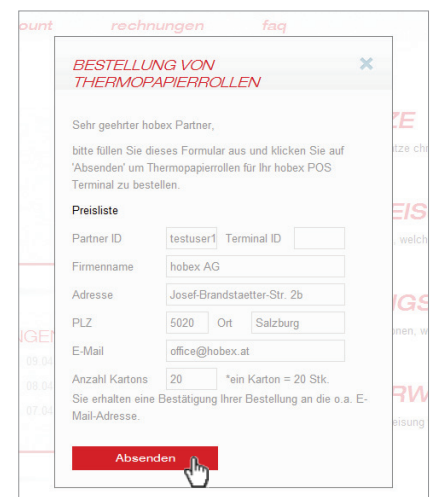 ount rechnungen faq
BESTELLUNG VON
THERMOPAPIERROLLEN
Sehr geehrter hobex Partner,
bitte füllen Sie dieses Formular aus und klicken Sie auf
'Absenden' um Thermopapierrollen für Ihr hobex POS
Terminal zu bestellen.
Preisliste
Partner ID testuser1 Terminal ID
Firmenname hobex AG
Adresse Josef-Brandstaetter-Str. 2b
PLZ 5020 Ort Salzburg
E-Mail office@hobex.at
Anzahl Kartons 20 *ein Karton = 20 Stk.
Sie erhalten eine Bestätigung Ihrer Bestellung an die o.a. E-
Mail-Adresse.
Absenden